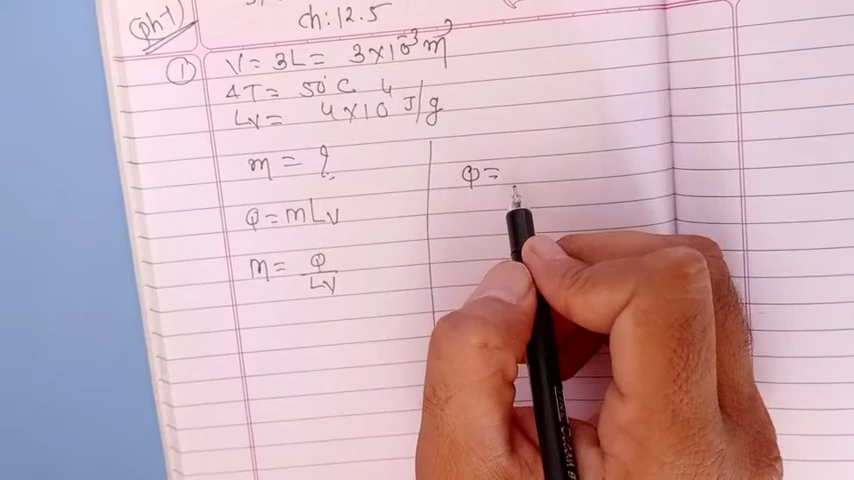 Ph-1
ch: 12.5
① V = 3L = 3×10⁻³ m³
ΔT = 50°C
Lv = 4×10⁴ J/g
m = ?
Q = mLv
m = Q/Lv
Q =